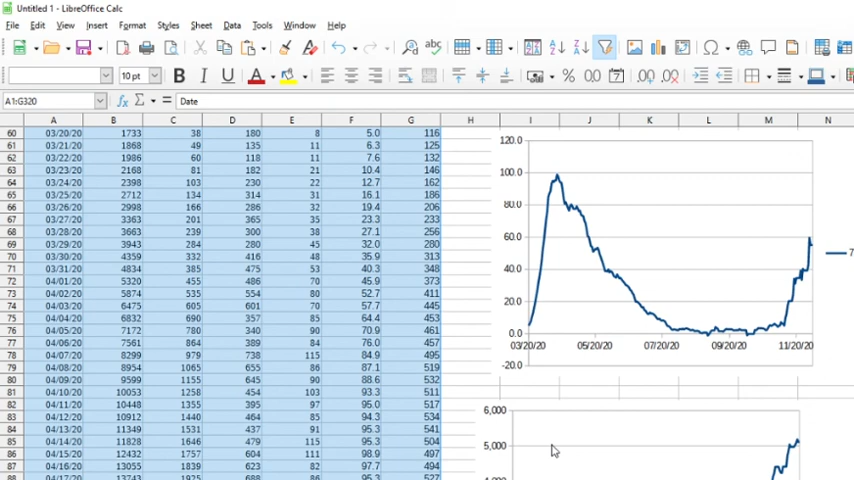 Untitled 1 - LibreOffice Calc
File Edit View Insert Format Styles Sheet Data Tools Window Help
10 pt
A1:G320 Date
A B C D E F G H I J K L M N
60 03/20/20 1733 38 180 8 5.0 116
61 03/21/20 1868 49 135 11 6.3 125
62 03/22/20 1986 60 118 11 7.6 132
63 03/23/20 2168 81 182 21 10.4 146
64 03/24/20 2398 103 230 22 12.7 162
65 03/25/20 2712 134 314 31 16.1 186
66 03/26/20 2998 166 286 32 19.4 206
67 03/27/20 3363 201 365 35 23.3 233
68 03/28/20 3663 239 300 38 27.1 256
69 03/29/20 3943 284 280 45 32.0 280
70 03/30/20 4359 332 416 48 35.9 313
71 03/31/20 4834 385 475 53 40.3 348
72 04/01/20 5320 455 486 70 45.9 373
73 04/02/20 5874 535 554 80 52.7 411
74 04/03/20 6475 605 601 70 57.7 445
75 04/04/20 6832 690 357 85 64.4 453
76 04/05/20 7172 780 340 90 70.9 461
77 04/06/20 7561 864 389 84 76.0 457
78 04/07/20 8299 979 738 115 84.9 495
79 04/08/20 8954 1065 655 86 87.1 519
80 04/09/20 9599 1155 645 90 88.6 532
81 04/10/20 10053 1258 454 103 93.3 511
82 04/11/20 10448 1355 395 97 95.0 517
83 04/12/20 10912 1440 464 85 94.3 534
84 04/13/20 11349 1531 437 91 95.3 541
85 04/14/20 11828 1646 479 115 95.3 504
86 04/15/20 12432 1757 604 111 98.9 497
87 04/16/20 13055 1839 623 82 97.7 494
88 04/17/20 13743 1925 688 86 95.3 527
120.0
100.0
80.0
60.0
40.0
20.0
0.0
-20.0
03/20/20 05/20/20 07/20/20 09/20/20 11/20/20
7
6,000
5,000
4,000